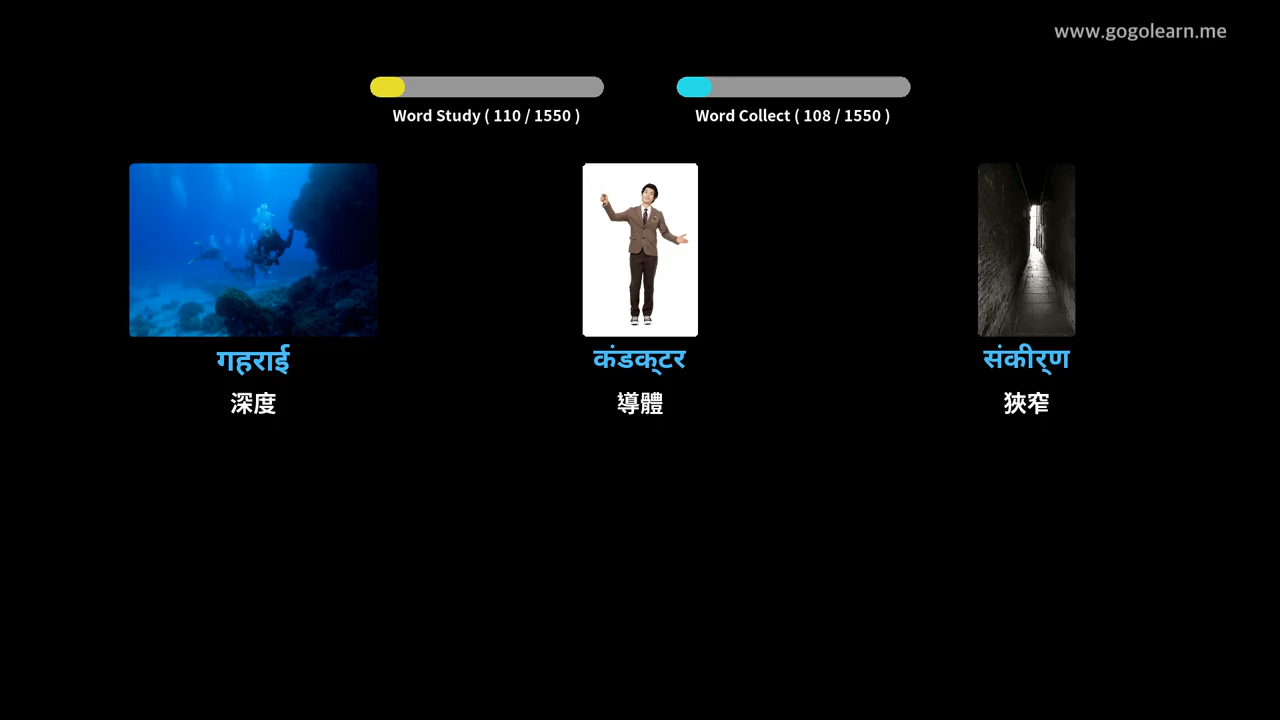 www.gogolearn.me
Word Study ( 110 / 1550 )
Word Collect ( 108 / 1550 )
गहराई
कंडक्‌टर
संकीर्‌ण
深度
導體
狹窄